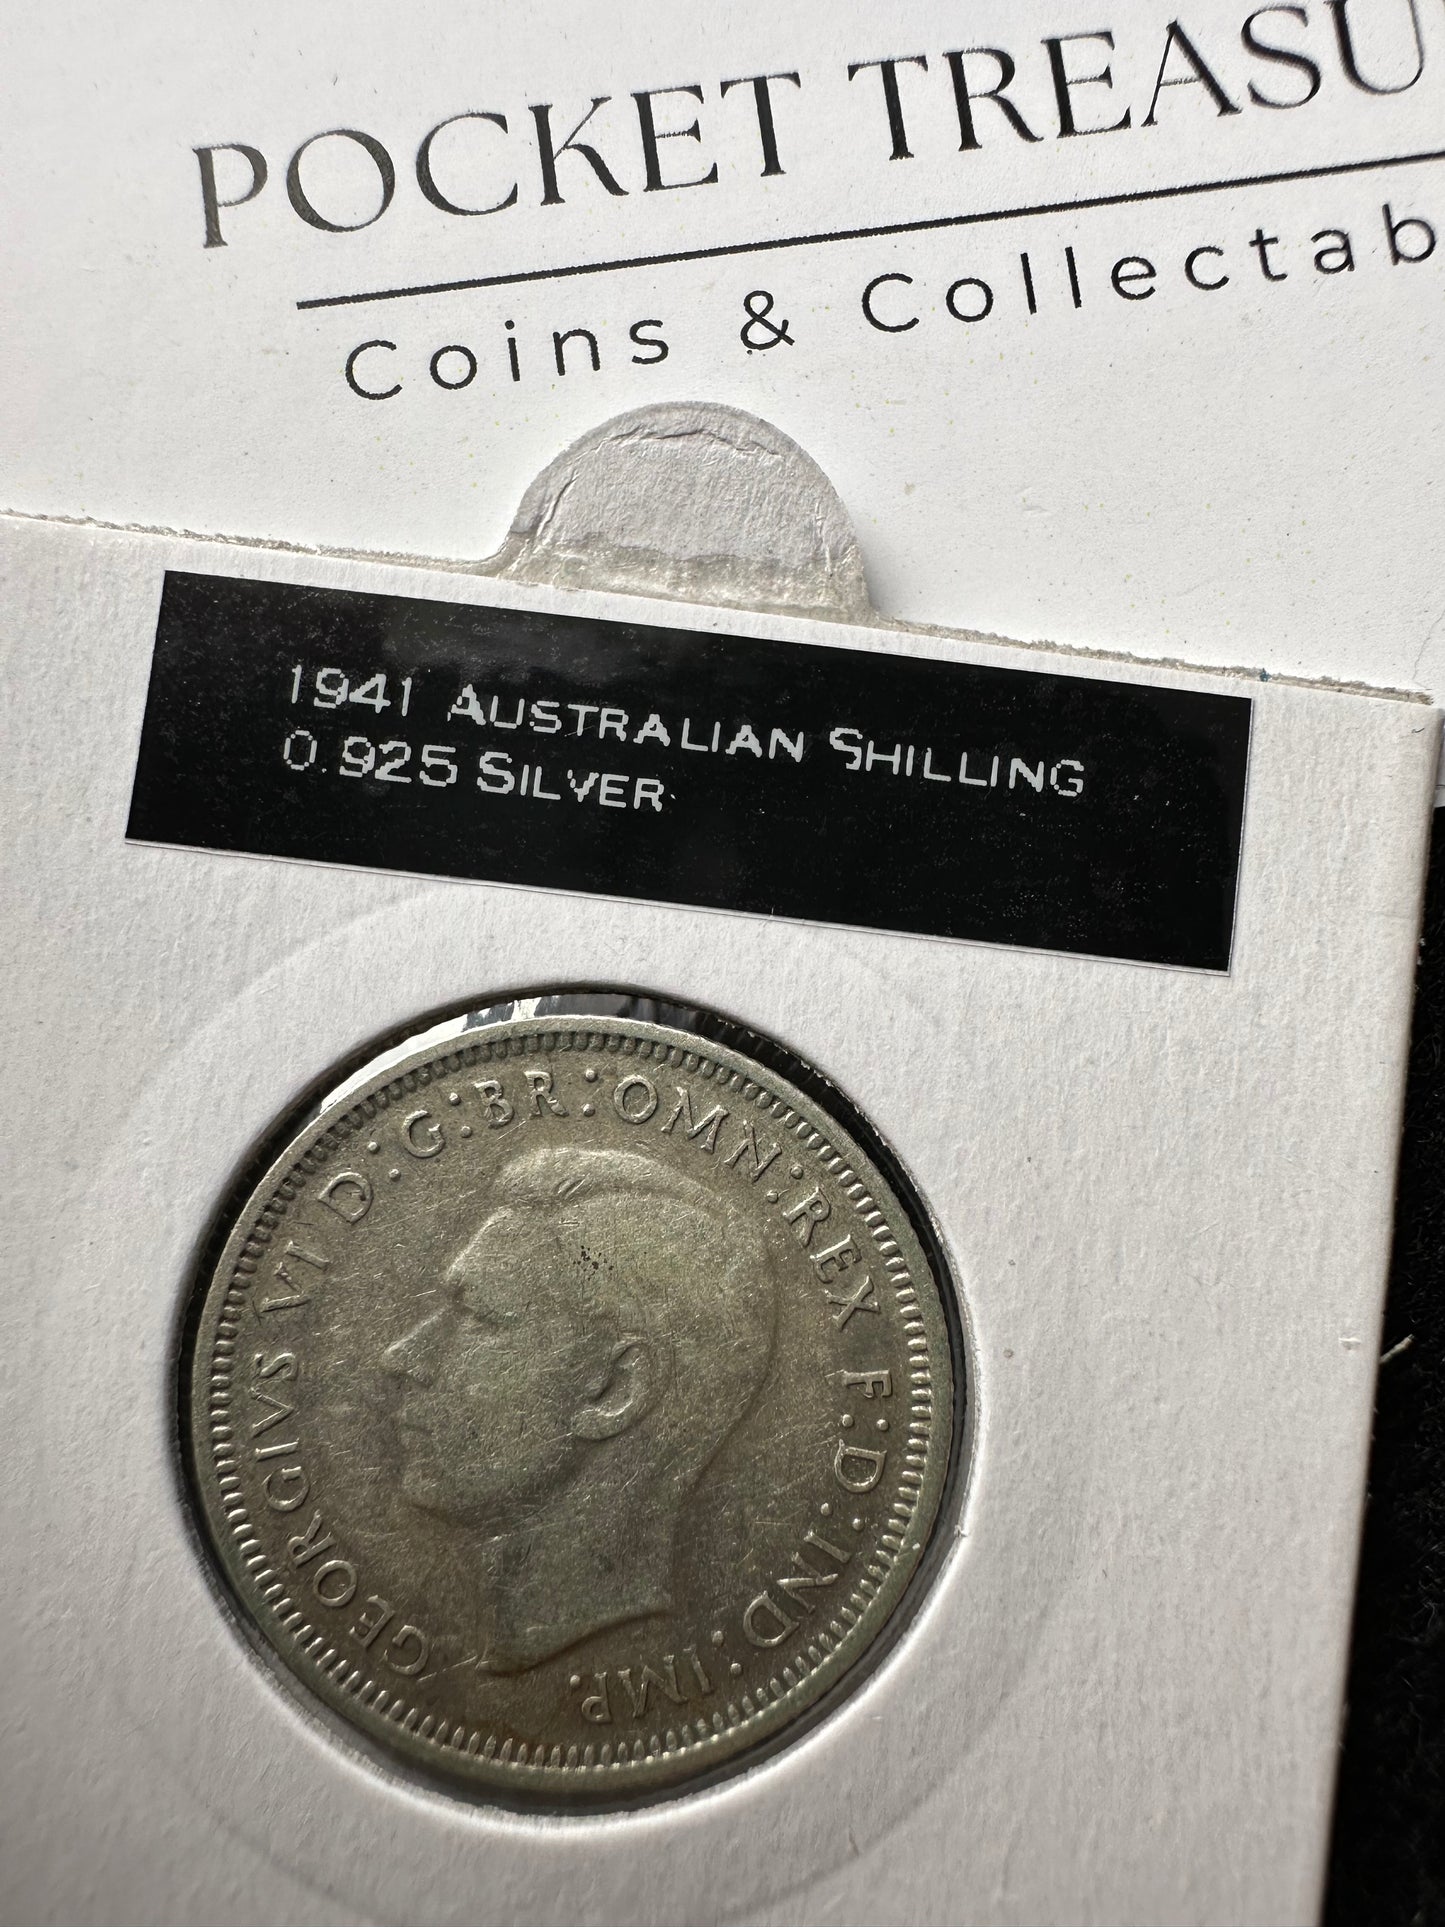 POCKET TREASU
Coins & Collectab
1941 AUSTRALIAN SHILLING
0.925 SILVER
GEORGIVS VI D:G:BR:OMN:REX F:D:IND:IMP.